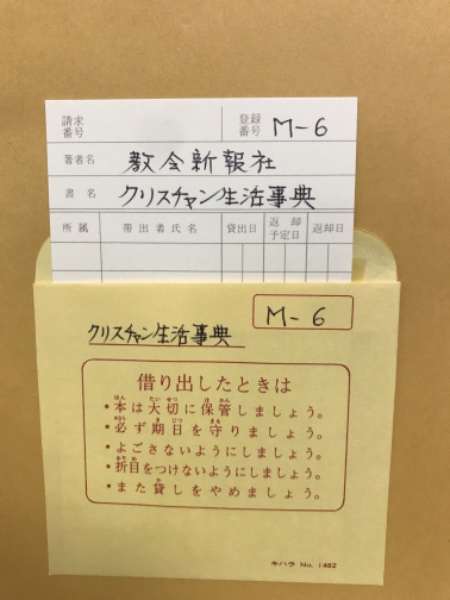 請求番号 登録番号 M-6
著者名 教会新報社
書名 クリスチャン生活事典
所属 帯出者氏名 貸出日 返却予定日 返却日
M-6
クリスチャン生活事典
借り出したときは
・本は大切に保管しましょう。
・必ず期日を守りましょう。
・よごさないようにしましょう。
・折目をつけないようにしましょう。
・また貸しをやめましょう。
キハラ No. 1482